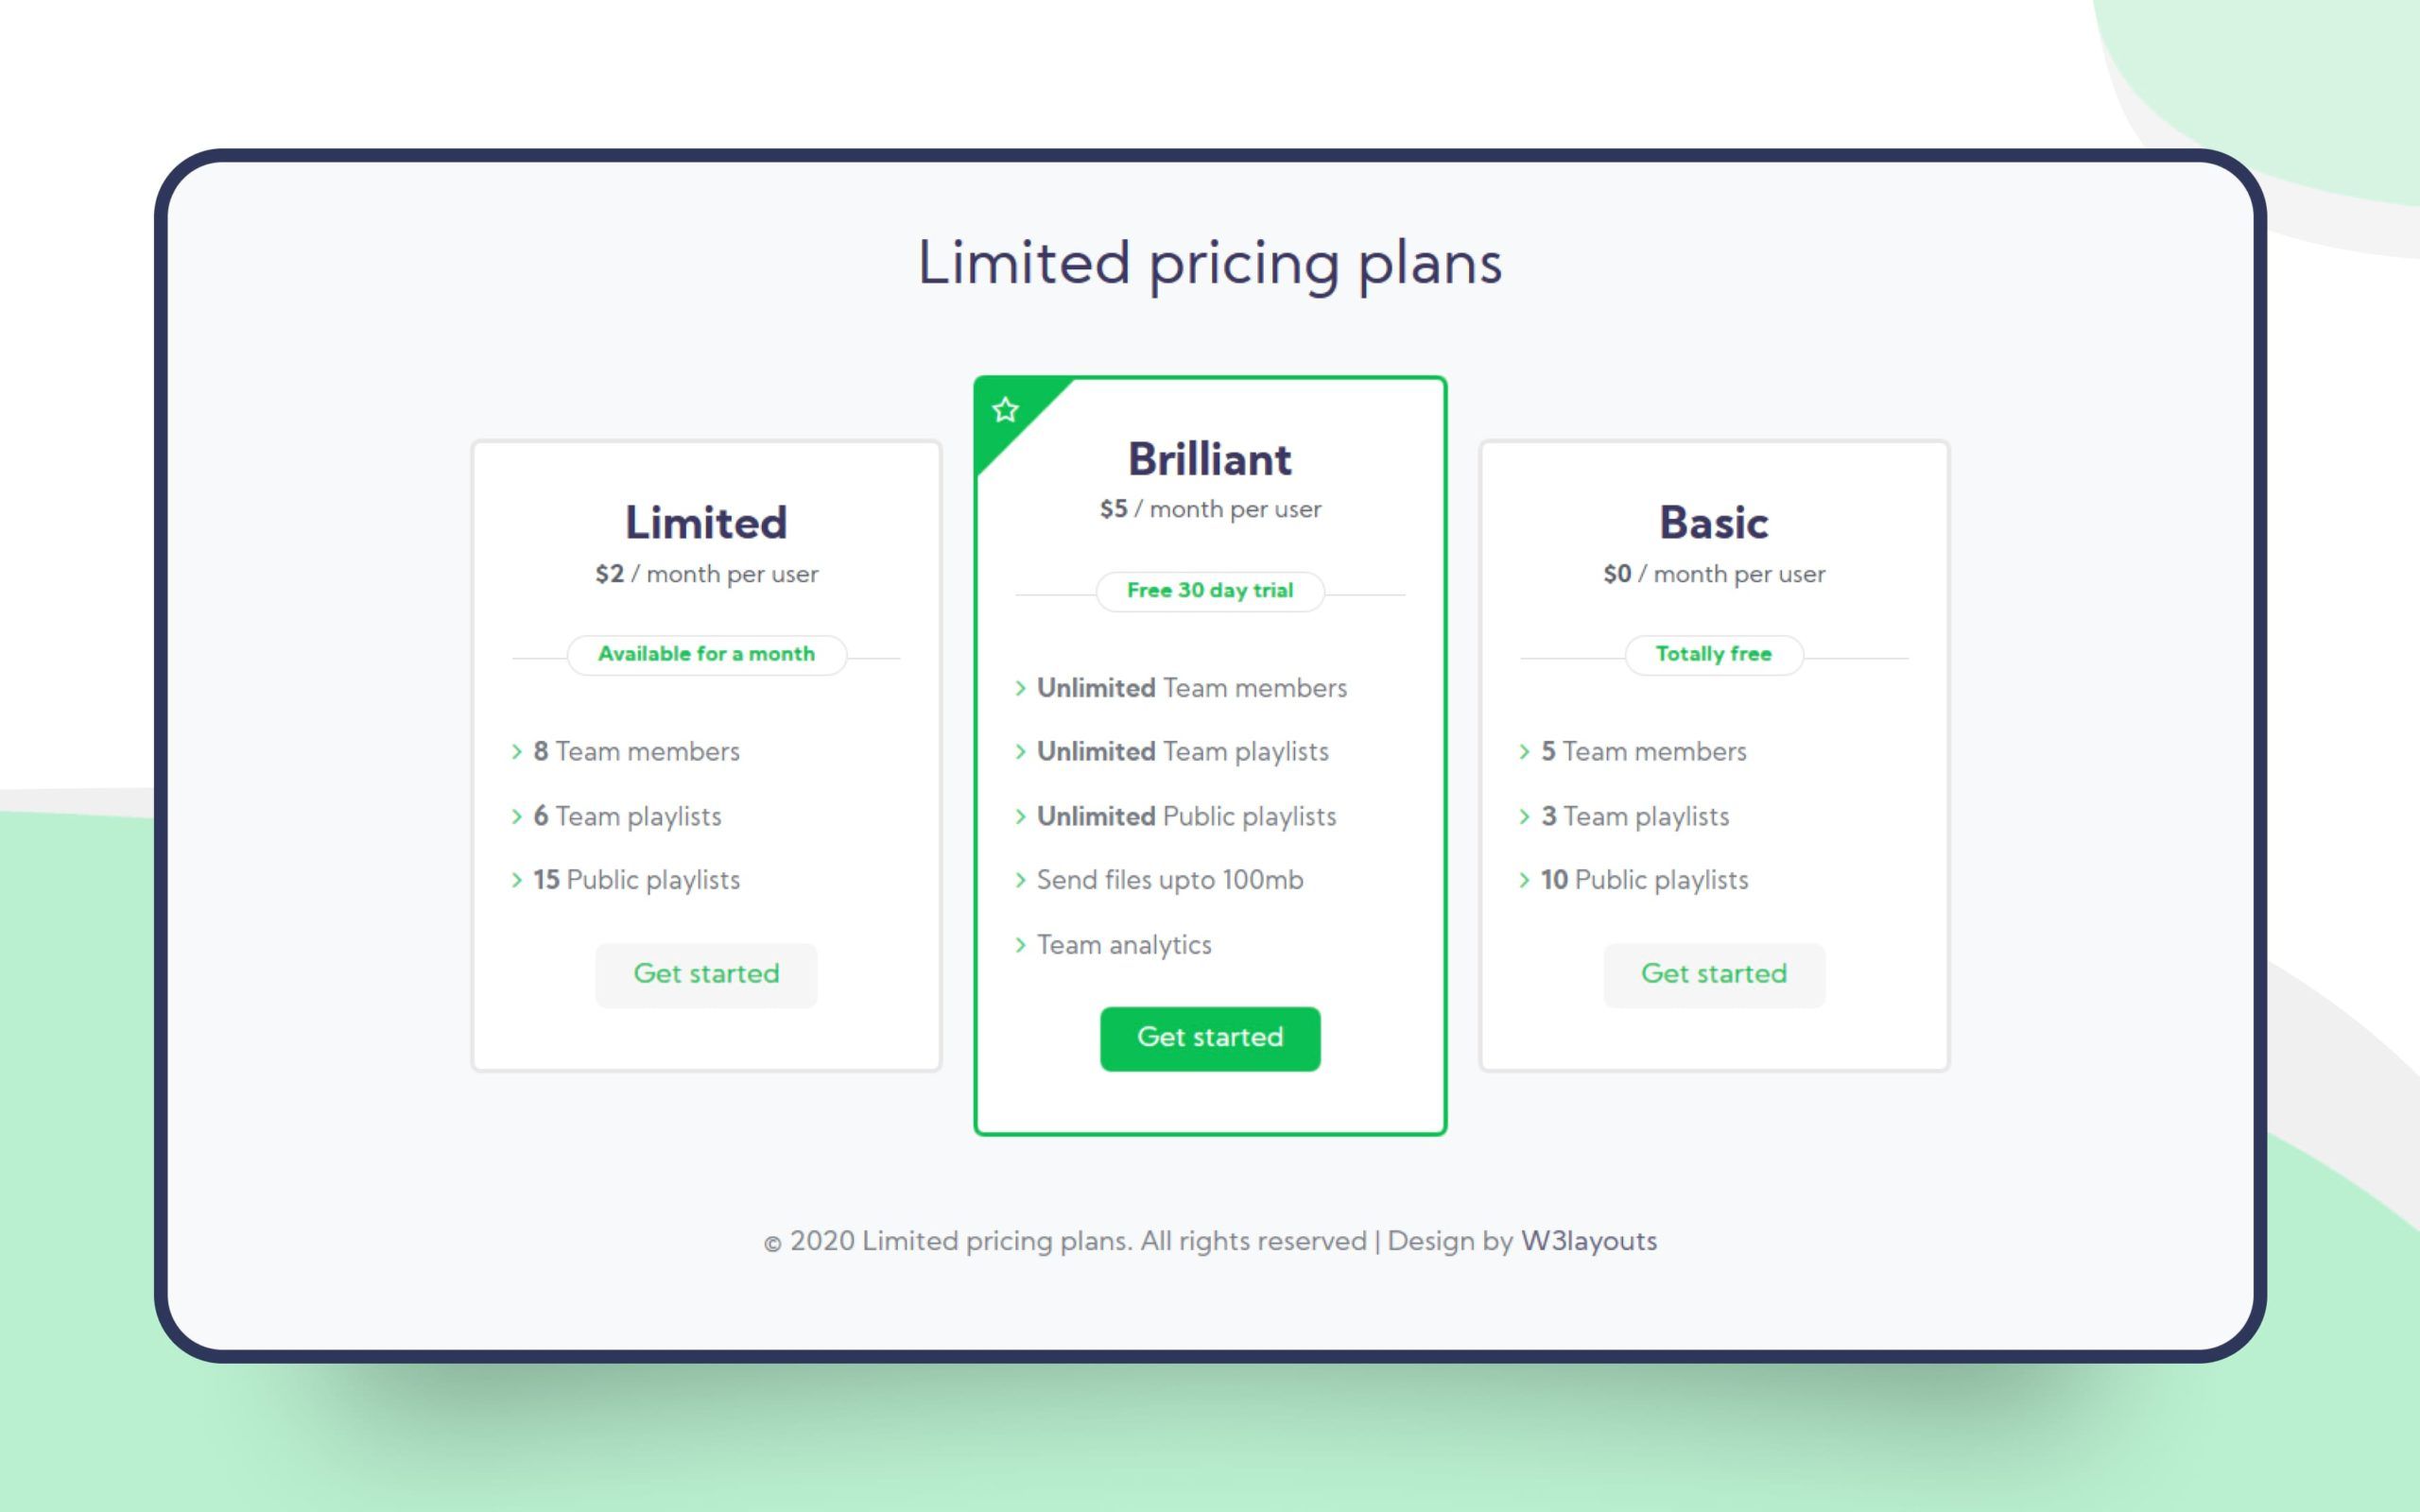 Limited pricing plans
Limited
$2 / month per user
Available for a month
8 Team members
6 Team playlists
15 Public playlists
Get started
Brilliant
$5 / month per user
Free 30 day trial
Unlimited Team members
Unlimited Team playlists
Unlimited Public playlists
Send files upto 100mb
Team analytics
Get started
Basic
$0 / month per user
Totally free
5 Team members
3 Team playlists
10 Public playlists
Get started
© 2020 Limited pricing plans. All rights reserved | Design by W3layouts